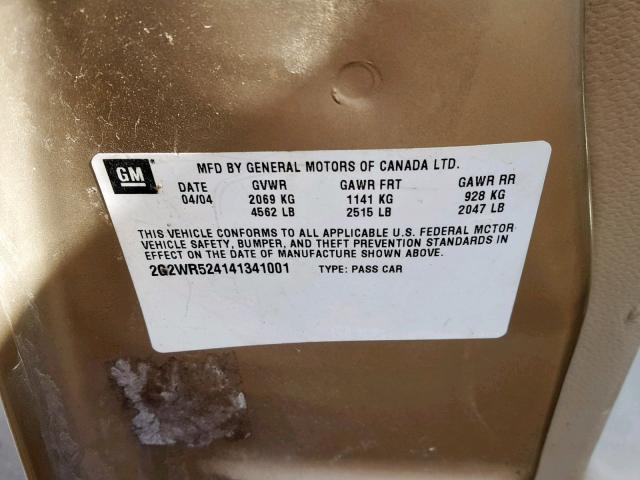 GM
MFD BY GENERAL MOTORS OF CANADA LTD.
DATE GVWR GAWR FRT GAWR RR
04/04 2069 KG 1141 KG 928 KG
4562 LB 2515 LB 2047 LB
THIS VEHICLE CONFORMS TO ALL APPLICABLE U.S. FEDERAL MOTOR
VEHICLE SAFETY, BUMPER, AND THEFT PREVENTION STANDARDS IN
EFFECT ON THE DATE OF MANUFACTURE SHOWN ABOVE.
2G2WR524141341001 TYPE: PASS CAR